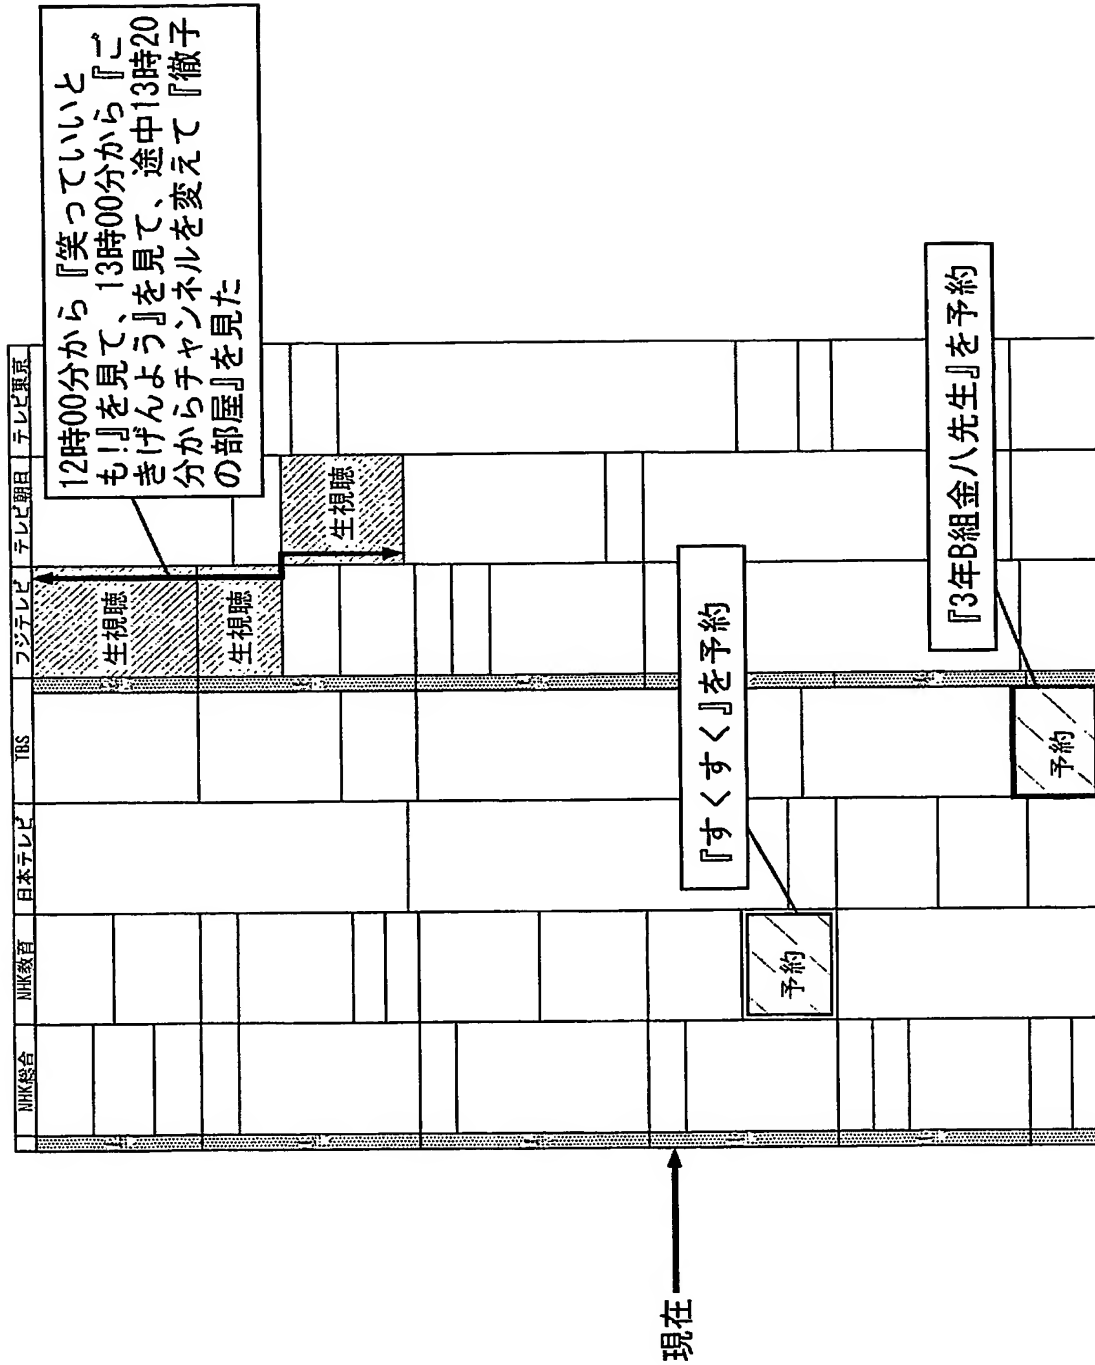 NHK総合
NHK教育
日本テレビ
TBS
フジテレビ
テレビ朝日
テレビ東京
生視聴
生視聴
生視聴
12時00分から『笑っていいと
も!』を見て、13時00分から『ご
きげんよう』を見て、途中13時20
分からチャンネルを変えて『徹子
の部屋』を見た
現在
『すくすく』を予約
予約
『3年B組金八先生』を予約
予約